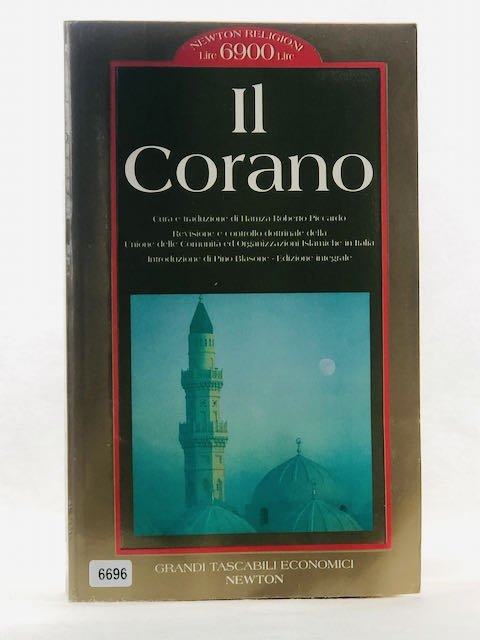 NEWTON RELIGIONI
Lire 6900 Lire
Il
Corano
Cura e traduzione di Hamza Roberto Piccardo
Revisione e controllo dottrinale della
Unione delle Comunità ed Organizzazioni Islamiche in Italia
Introduzione di Pino Blasone - Edizione integrale
GRANDI TASCABILI ECONOMICI
NEWTON
6696